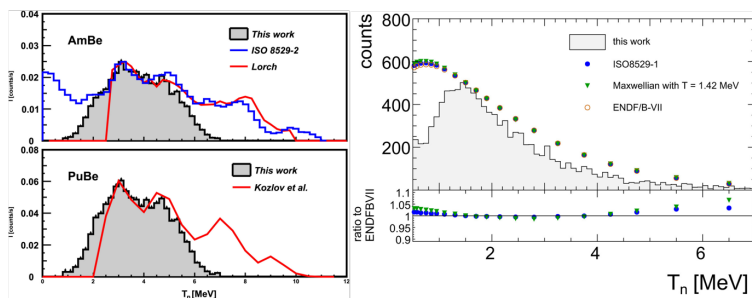 0.04
AmBe
This work
ISO 8529-2
Lorch
0.03
0.02
0.01
0
I [counts/s]
0.08
PuBe
This work
Kozlov et al.
0.06
0.04
0.02
0
I [counts/s]
0 2 4 6 8 10 12
Tn [MeV]
counts
800
600
400
200
0
this work
ISO8529-1
Maxwellian with T = 1.42 MeV
ENDF/B-VII
ratio to
ENDFBVII
1.1
1.05
1
0.95
0.9
2 4 6
Tn [MeV]